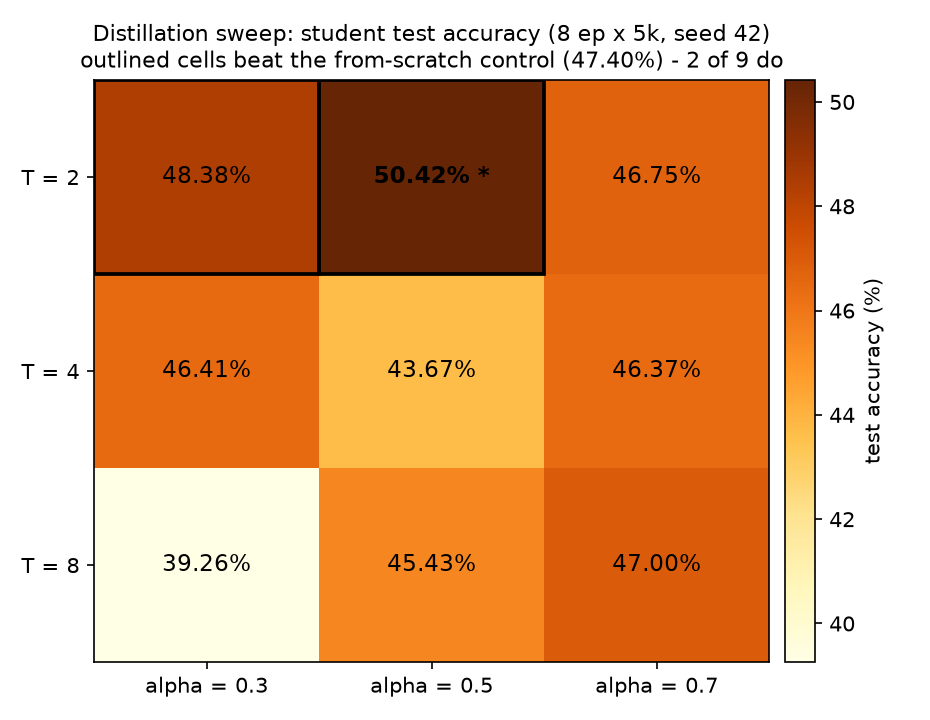 Distillation sweep: student test accuracy (8 ep x 5k, seed 42)
outlined cells beat the from-scratch control (47.40%) - 2 of 9 do
T = 2
48.38%
50.42% *
46.75%
T = 4
46.41%
43.67%
46.37%
T = 8
39.26%
45.43%
47.00%
alpha = 0.3
alpha = 0.5
alpha = 0.7
50
48
46
44
42
40
test accuracy (%)